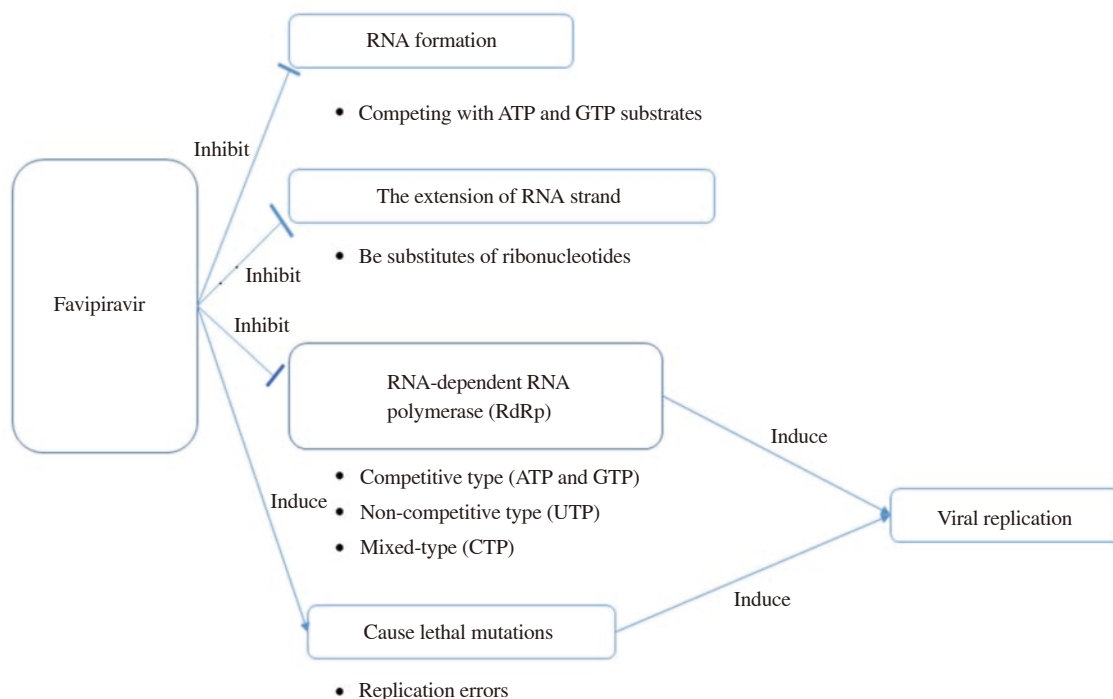 RNA formation
• Competing with ATP and GTP substrates
Inhibit
The extension of RNA strand
• Be substitutes of ribonucleotides
Inhibit
Favipiravir
Inhibit
RNA-dependent RNA
polymerase (RdRp)
Induce
• Competitive type (ATP and GTP)
Induce
• Non-competitive type (UTP)
Viral replication
• Mixed-type (CTP)
Induce
Cause lethal mutations
• Replication errors